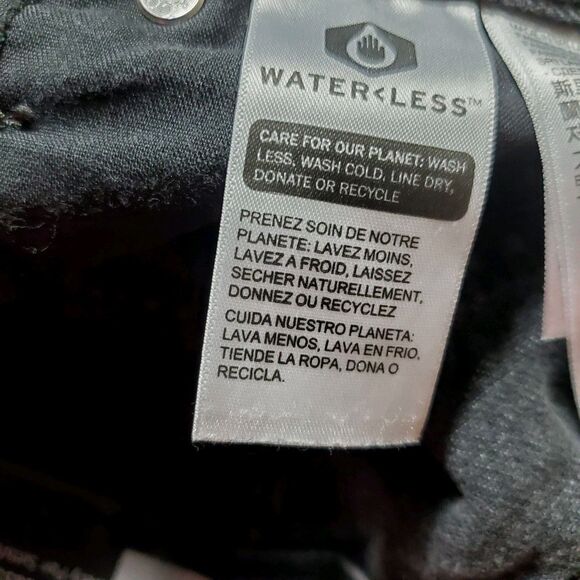 WATER<LESS™
CARE FOR OUR PLANET: WASH
LESS, WASH COLD, LINE DRY,
DONATE OR RECYCLE
PRENEZ SOIN DE NOTRE
PLANETE: LAVEZ MOINS,
LAVEZ A FROID, LAISSEZ
SECHER NATURELLEMENT,
DONNEZ OU RECYCLEZ
CUIDA NUESTRO PLANETA:
LAVA MENOS, LAVA EN FRIO,
TIENDE LA ROPA, DONA O
RECICLA.